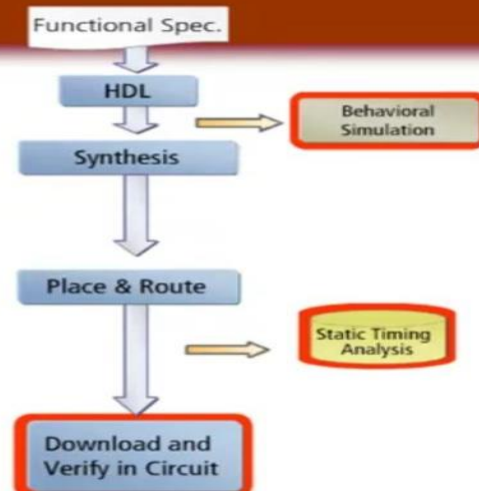 Functional Spec.
HDL
Behavioral
Simulation
Synthesis
Place & Route
Static Timing
Analysis
Download and
Verify in Circuit